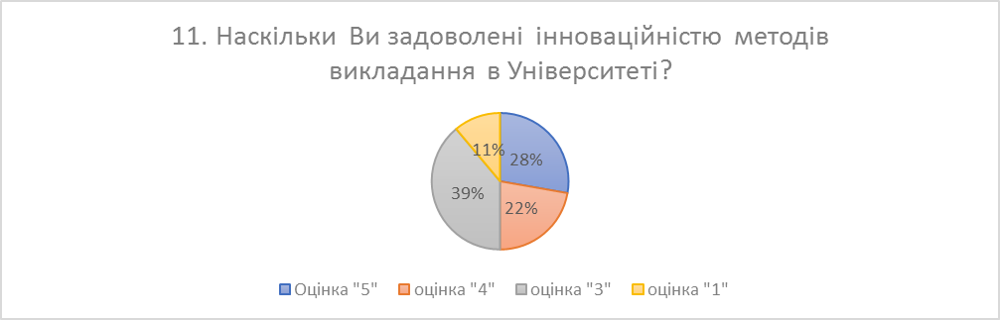 11. Наскільки Ви задоволені інноваційністю методів
викладання в Університеті?
11%
28%
39%
22%
Оцінка "5" оцінка "4" оцінка "3" оцінка "1"